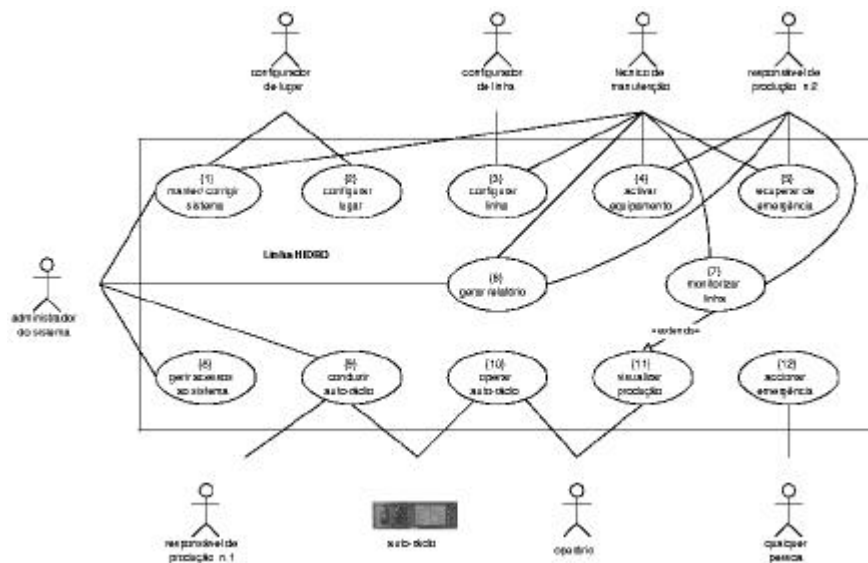 configurador
de lugar
configurador
de linha
técnico de
manutenção
responsável de
produção n.2
{1}
manter/corrigir
sistema
{2}
configurar
lugar
{3}
configurar
linha
{4}
activar
equipamento
{5}
recuperar de
emergência
Linha HIDRO
{6}
gerar relatório
{7}
monitorizar
linha
administrador
do sistema
«extends»
{8}
gerir acessos
ao sistema
{9}
conduzir
auto-rádio
{10}
operar
auto-rádio
{11}
visualizar
produção
{12}
accionar
emergência
responsável de
produção n.1
auto-rádio
operário
qualquer
pessoa